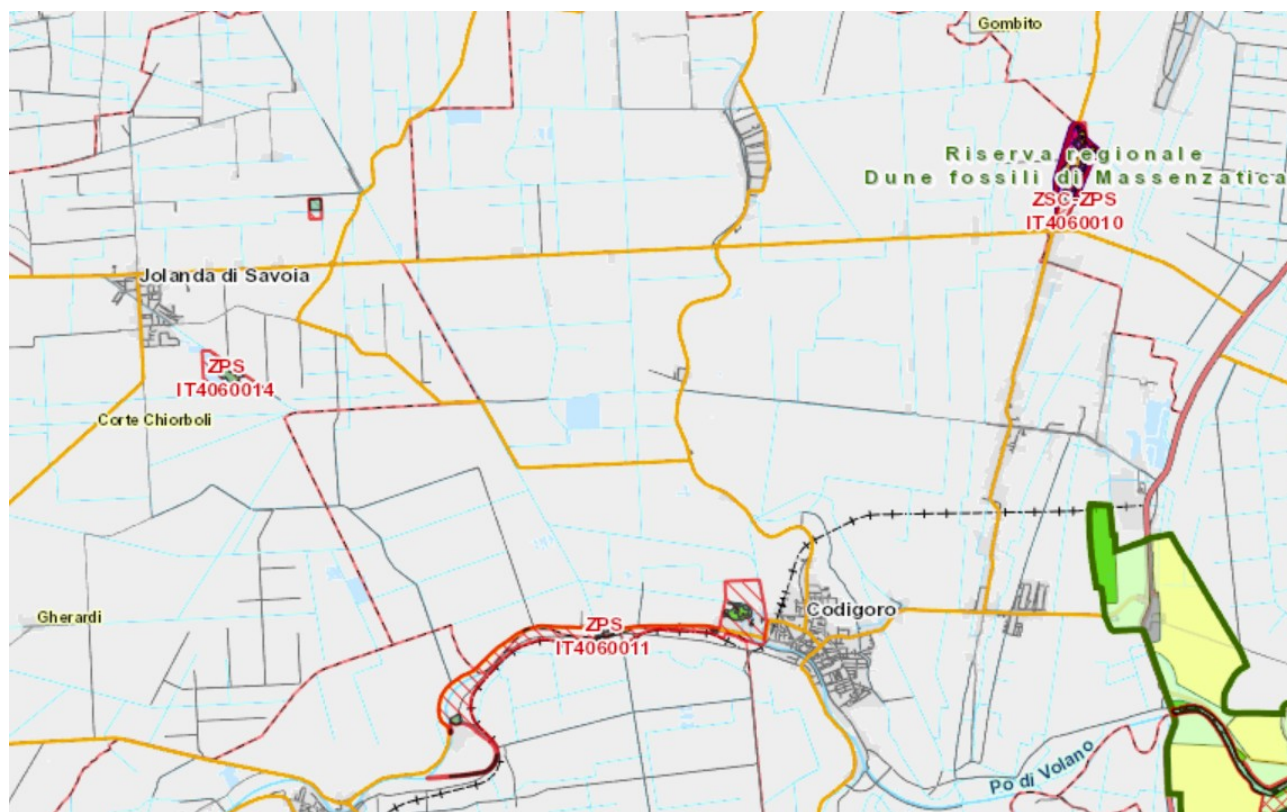 Gombito
Riserva regionale
Dune fossili di Massenzatica
ZSC-ZPS
IT4060010
Jolanda di Savoia
ZPS
IT4060014
Corte Chiorboli
Gherardi
Codigoro
ZPS
IT4060011
Po di Volano